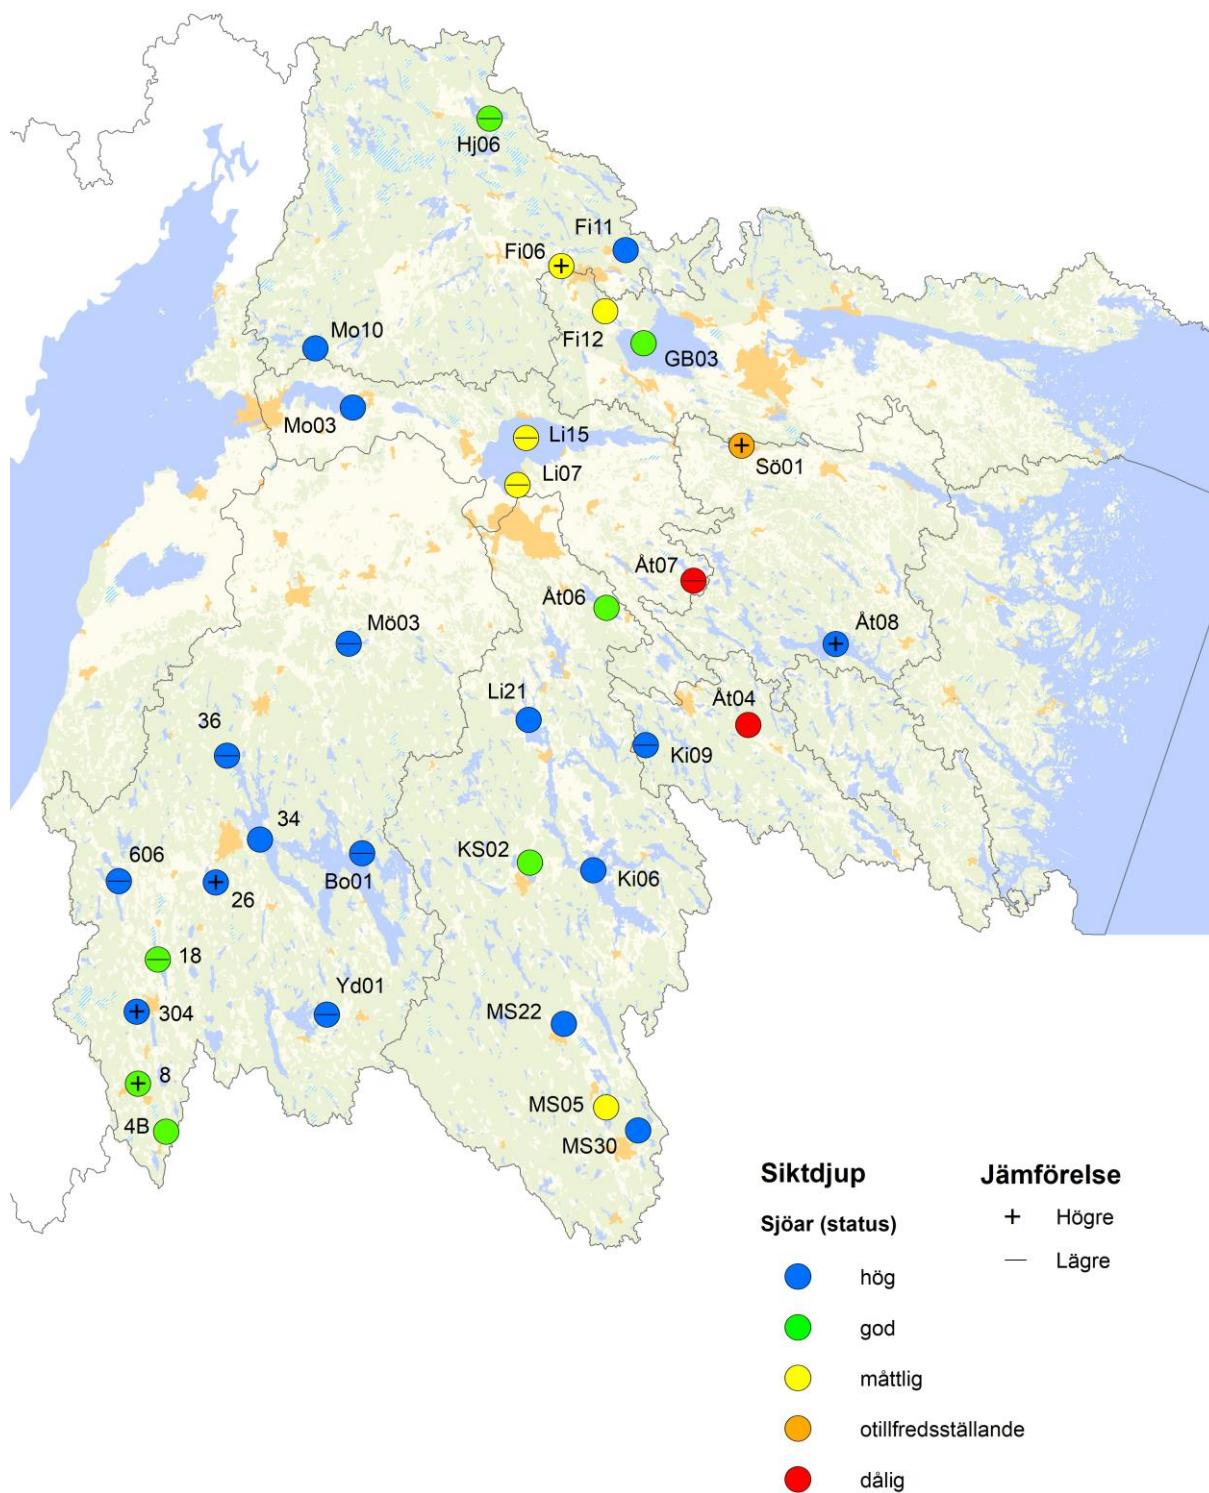 Hj06
Fi11
Fi06
Fi12
GB03
Mo10
Mo03
Li15
Sö01
Li07
Åt07
Åt06
Mö03
Åt08
Li21
Åt04
36
Ki09
34
606
KS02
Bo01
Ki06
26
18
Yd01
304
MS22
8
MS05
4B
MS30
Siktdjup
Jämförelse
Sjöar (status)
+ Högre
— Lägre
hög
god
måttlig
otillfredsställande
dålig